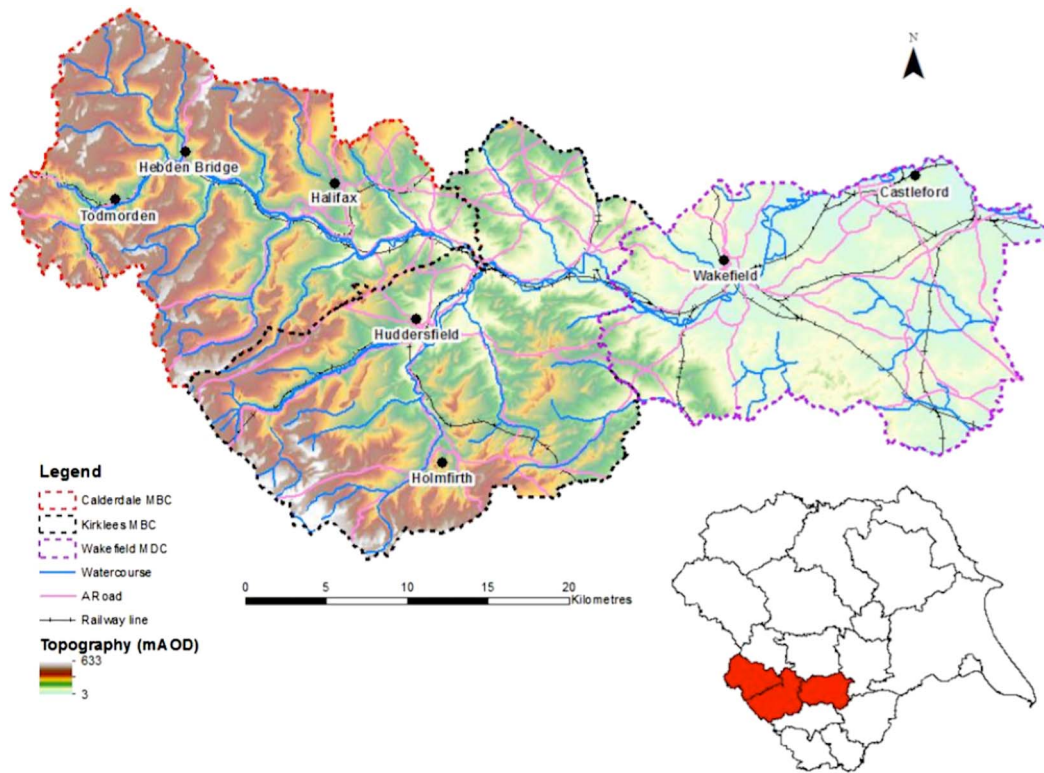 N
Hebden Bridge
Todmorden
Halifax
Castleford
Wakefield
Huddersfield
Holmfirth
Legend
Calderdale MBC
Kirklees MBC
Wakefield MDC
Watercourse
A Road
Railway line
Topography (mAOD)
633
3
0 5 10 15 20
Kilometres